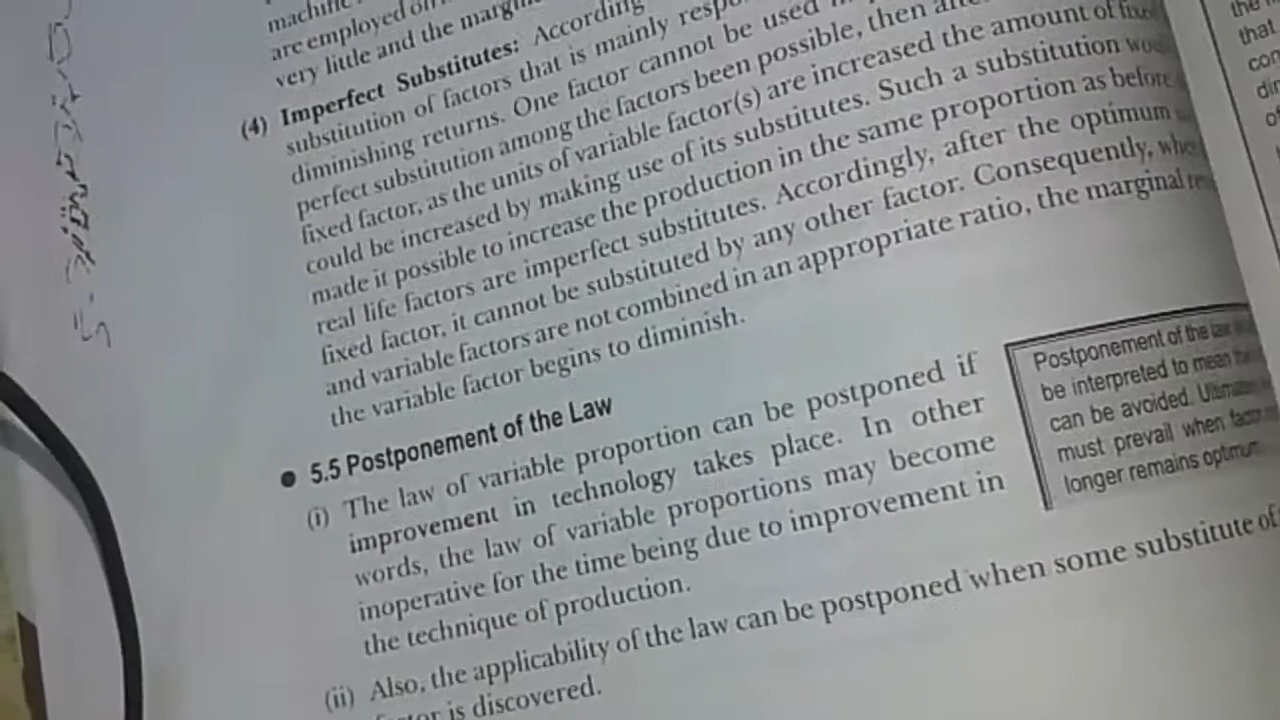 are employed on
very little and the
(4) Imperfect Substitutes: According
substitution of factors that is mainly
diminishing returns. One factor cannot be used
perfect substitution among the factors been possible, then
fixed factor, as the units of variable factor(s) are increased the amount of
could be increased by making use of its substitutes. Such a substitution
made it possible to increase the production in the same proportion as before.
real life factors are imperfect substitutes. Accordingly, after the optimum
fixed factor, it cannot be substituted by any other factor. Consequently,
and variable factors are not combined in an appropriate ratio, the marginal
the variable factor begins to diminish.
● 5.5 Postponement of the Law
(i) The law of variable proportion can be postponed if
improvement in technology takes place. In other
words, the law of variable proportions may become
inoperative for the time being due to improvement in
the technique of production.
(ii) Also, the applicability of the law can be postponed when some substitute of
is discovered.
Postponement of the law
be interpreted to mean
can be avoided.
must prevail when
longer remains
the
that